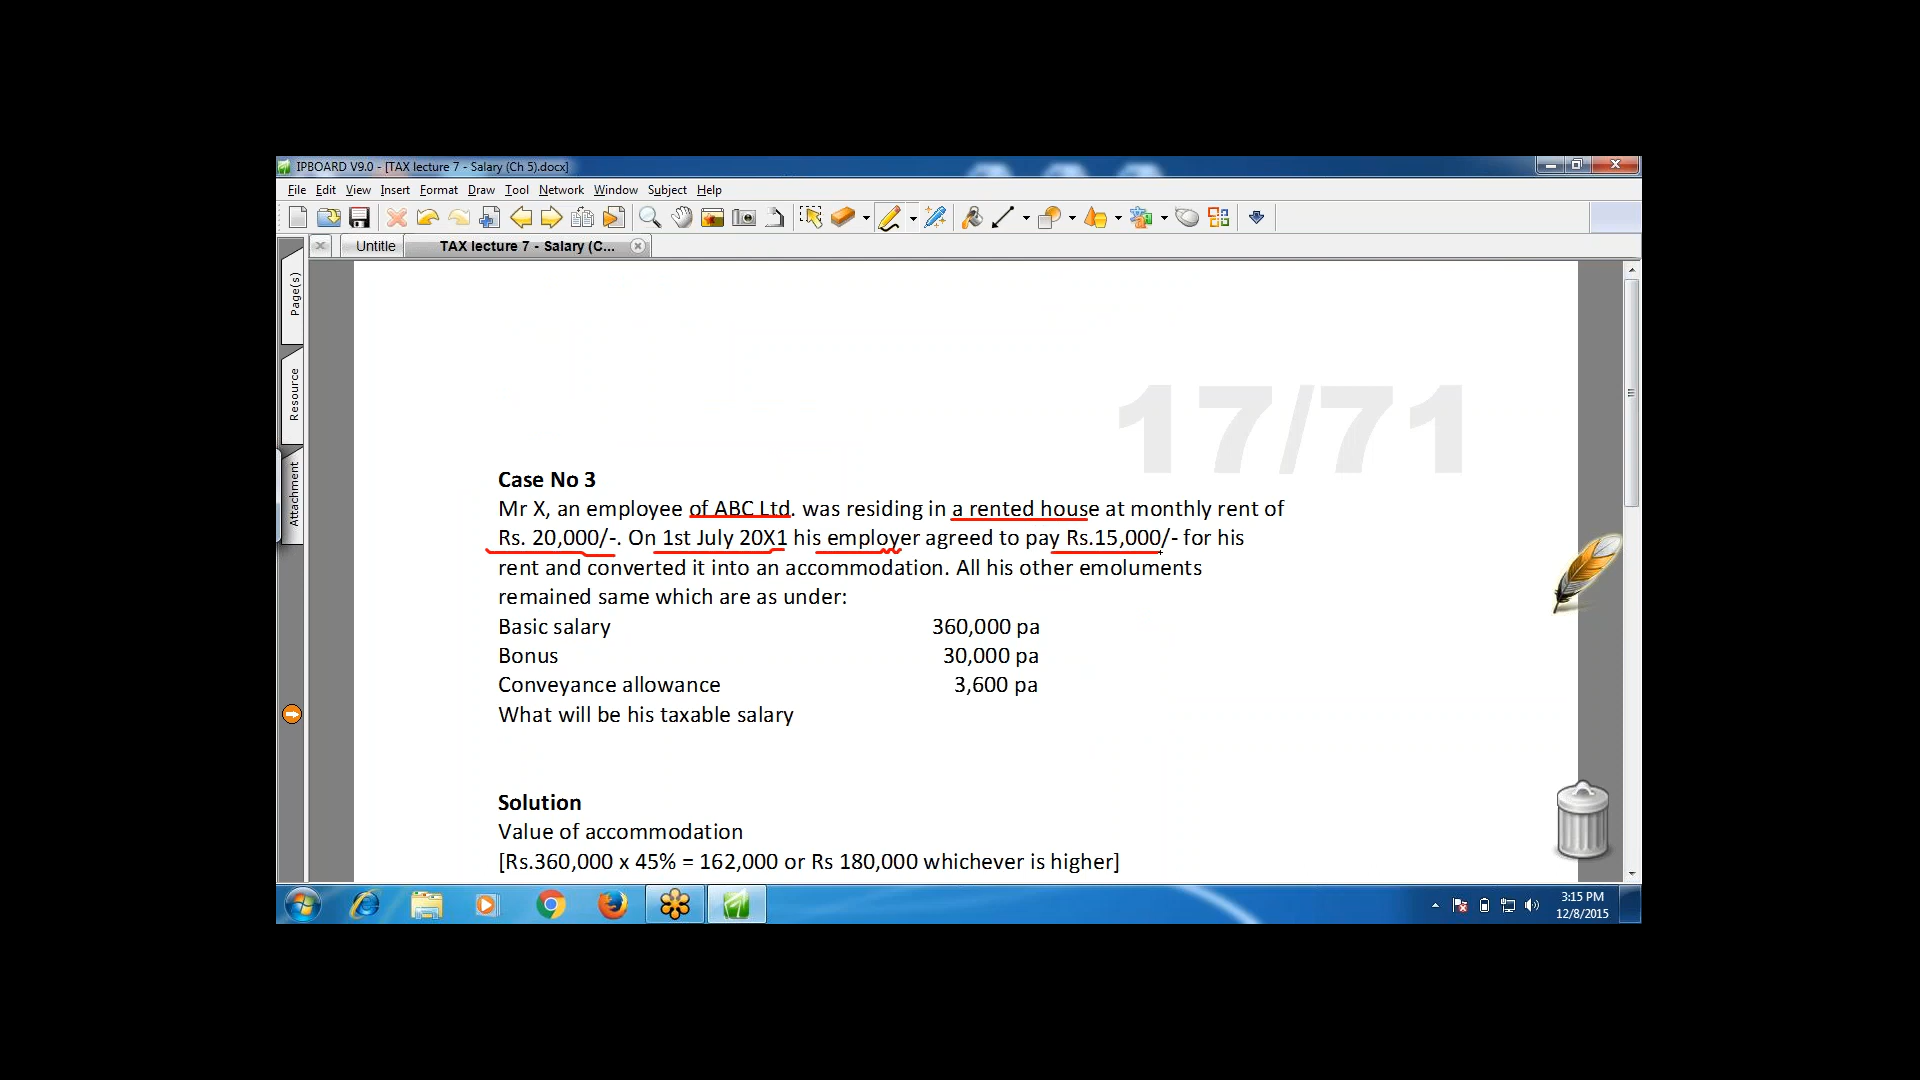 IPBOARD V9.0 - [TAX lecture 7 - Salary (Ch 5).docx]
File Edit View Insert Format Draw Tool Network Window Subject Help
Untitle TAX lecture 7 - Salary (C...
Page(s)
Resource
Attachment
17/71
Case No 3
Mr X, an employee of ABC Ltd. was residing in a rented house at monthly rent of
Rs. 20,000/-. On 1st July 20X1 his employer agreed to pay Rs.15,000/- for his
rent and converted it into an accommodation. All his other emoluments
remained same which are as under:
Basic salary 360,000 pa
Bonus 30,000 pa
Conveyance allowance 3,600 pa
What will be his taxable salary
Solution
Value of accommodation
[Rs.360,000 x 45% = 162,000 or Rs 180,000 whichever is higher]
3:15 PM
12/8/2015